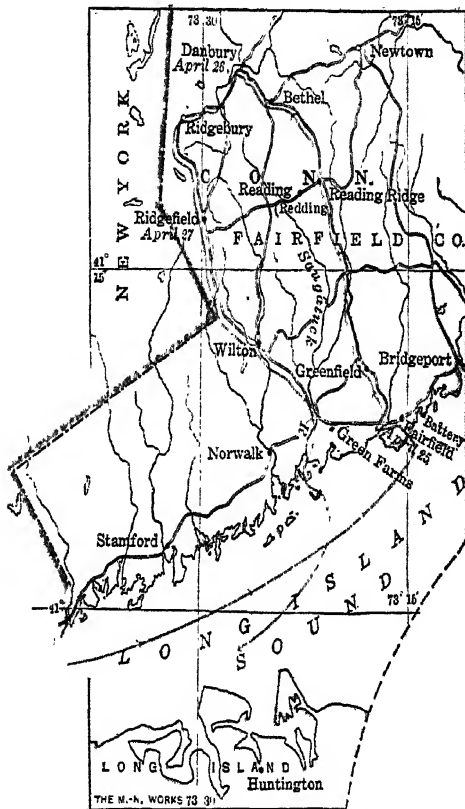 73 30
73° 15'
Danbury
April 26
Newtown
Bethel
Ridgebury
NEW YORK
CONN.
Reading
(Redding)
Reading Ridge
Ridgefield
April 27
FAIRFIELD CO.
41°
15
Saugatuck
Wilton
Greenfield
Bridgeport
Battery
Fairfield
April 25
Green Farms
Norwalk
Stamford
41°
73° 15'
LONG ISLAND
SOUND
LONG ISLAND
Huntington
THE M.-N. WORKS 73 30